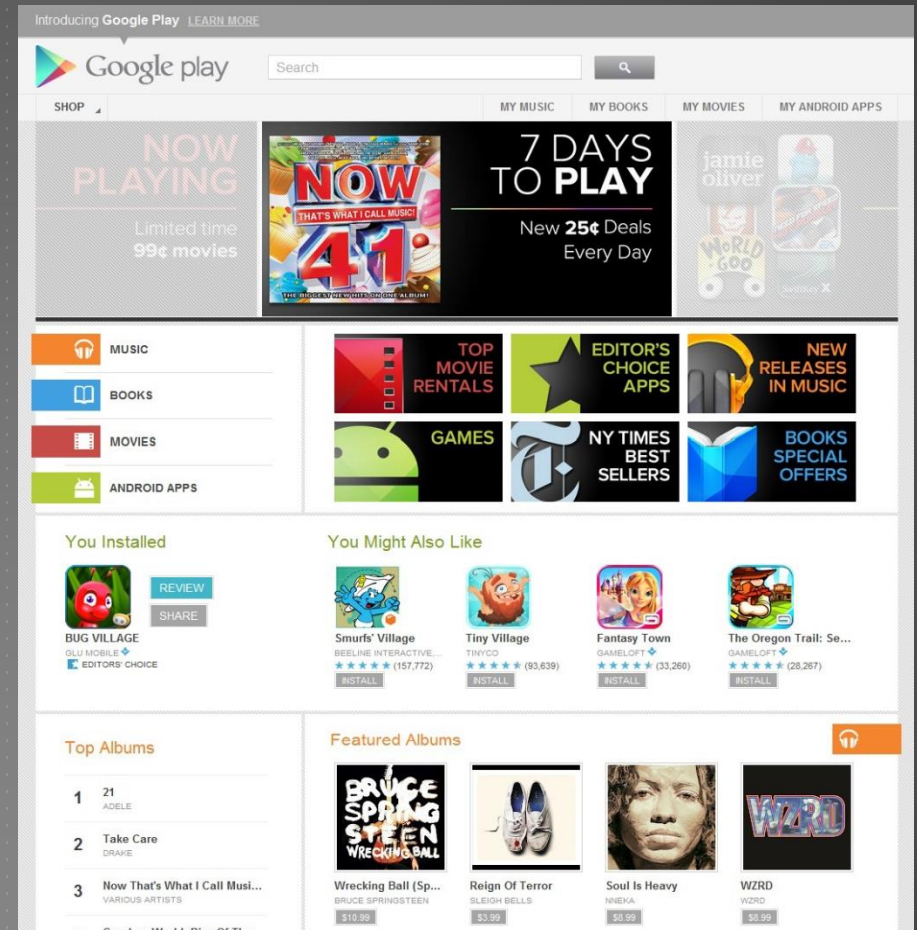 Introducing Google Play LEARN MORE
Google play
Search
SHOP
MY MUSIC MY BOOKS MY MOVIES MY ANDROID APPS
NOW
PLAYING
Limited time
99¢ movies
NOW
THAT'S WHAT I CALL MUSIC!
41
THE BIGGEST NEW HITS ON ONE ALBUM!
7 DAYS
TO PLAY
New 25¢ Deals
Every Day
jamie
oliver
WORLD
OF
GOO
MUSIC
BOOKS
MOVIES
ANDROID APPS
TOP
MOVIE
RENTALS
EDITOR'S
CHOICE
APPS
NEW
RELEASES
IN MUSIC
GAMES
NY TIMES
BEST
SELLERS
BOOKS
SPECIAL
OFFERS
You Installed
REVIEW
SHARE
BUG VILLAGE
GLU MOBILE
EDITORS' CHOICE
You Might Also Like
Smurfs' Village
BEELINE INTERACTIVE,...
(157,772)
INSTALL
Tiny Village
TINYCO
(93,639)
INSTALL
Fantasy Town
GAMELOFT
(33,260)
INSTALL
The Oregon Trail: Se...
GAMELOFT
(28,267)
INSTALL
Top Albums
1 21
ADELE
2 Take Care
DRAKE
3 Now That's What I Call Musi...
VARIOUS ARTISTS
Featured Albums
BRUCE
SPRING
STEEN
WRECKING BALL
Wrecking Ball (Sp...
BRUCE SPRINGSTEEN
$10.99
Reign Of Terror
SLEIGH BELLS
$3.99
Soul Is Heavy
NNEKA
$8.99
WZRD
WZRD
WZRD
$8.99